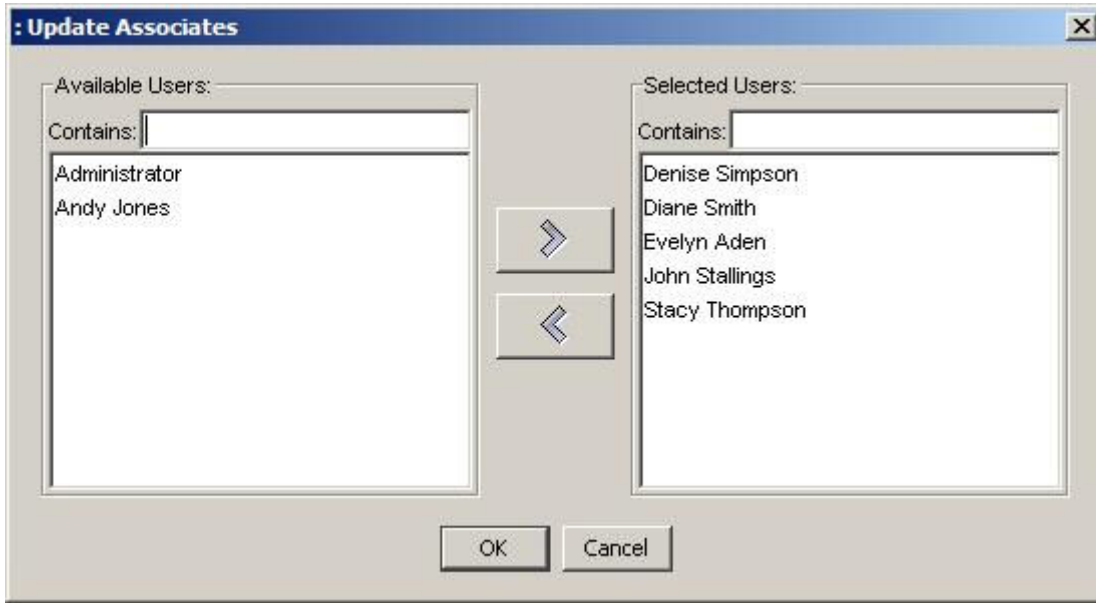 : Update Associates
Available Users:
Contains:
Administrator
Andy Jones
Selected Users:
Contains:
Denise Simpson
Diane Smith
Evelyn Aden
John Stallings
Stacy Thompson
OK
Cancel